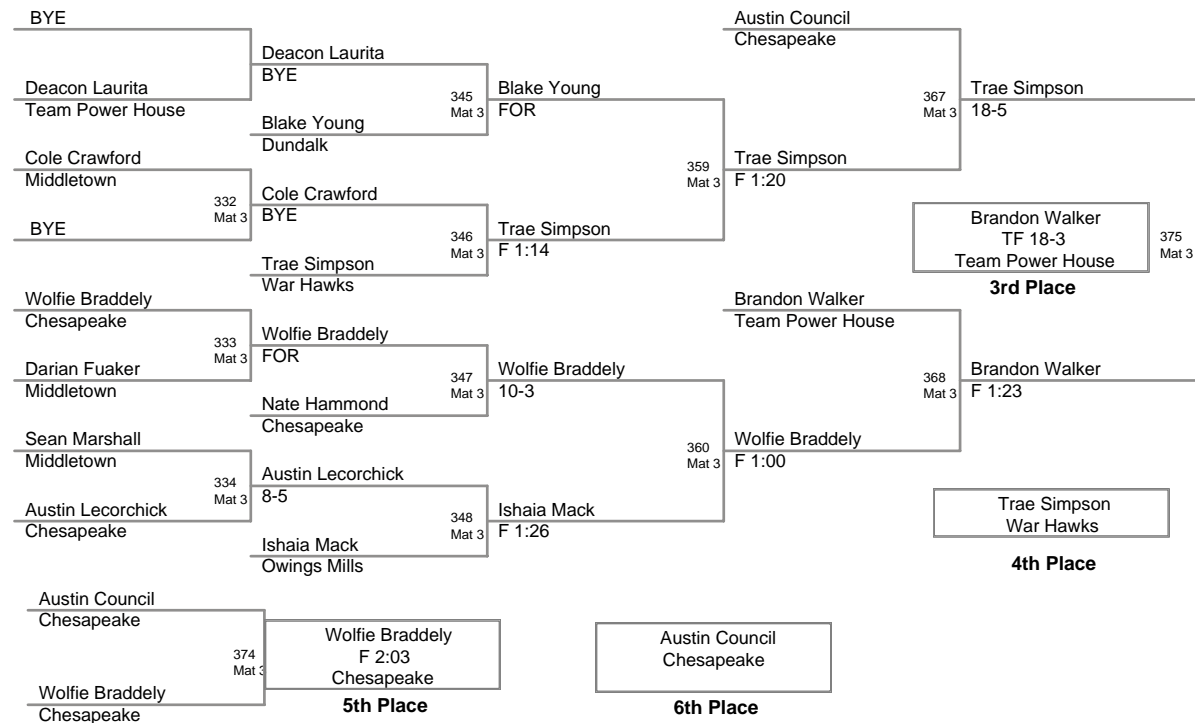 BYE
Deacon Laurita
Team Power House
Cole Crawford
Middletown
332
Mat 3
BYE
Wolfie Braddely
Chesapeake
333
Mat 3
Darian Fuaker
Middletown
Sean Marshall
Middletown
334
Mat 3
Austin Lecorchick
Chesapeake
Deacon Laurita
BYE
345
Mat 3
Blake Young
Dundalk
Cole Crawford
BYE
346
Mat 3
Trae Simpson
War Hawks
Wolfie Braddely
FOR
347
Mat 3
Nate Hammond
Chesapeake
Austin Lecorchick
8-5
348
Mat 3
Ishaia Mack
Owings Mills
Blake Young
FOR
359
Mat 3
Trae Simpson
F 1:14
Wolfie Braddely
10-3
360
Mat 3
Ishaia Mack
F 1:26
Austin Council
Chesapeake
367
Mat 3
Trae Simpson
F 1:20
Brandon Walker
Team Power House
368
Mat 3
Wolfie Braddely
F 1:00
Trae Simpson
18-5
Brandon Walker
TF 18-3
Team Power House
375
Mat 3
3rd Place
Brandon Walker
F 1:23
Trae Simpson
War Hawks
4th Place
Austin Council
Chesapeake
374
Mat 3
Wolfie Braddely
Chesapeake
Wolfie Braddely
F 2:03
Chesapeake
5th Place
Austin Council
Chesapeake
6th Place